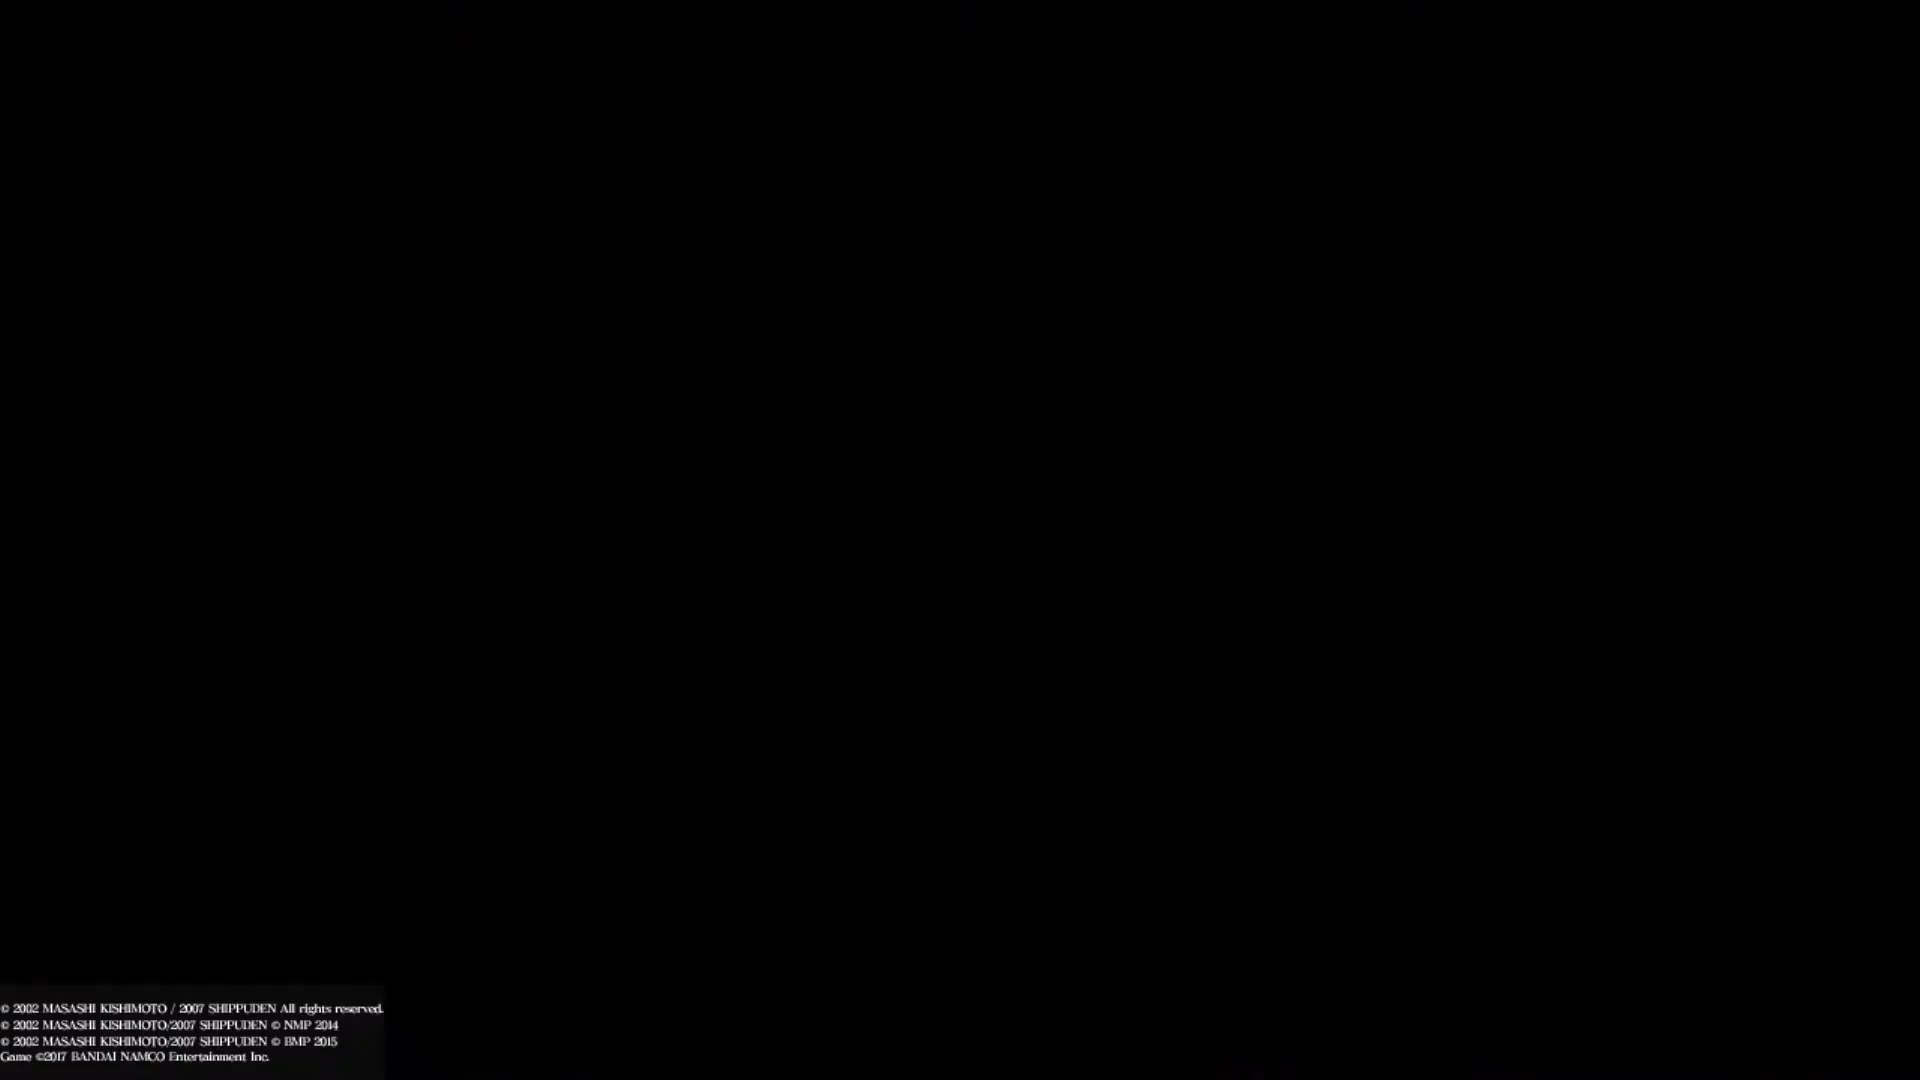 © 2002 MASASHI KISHIMOTO / 2007 SHIPPUDEN All rights reserved.
© 2002 MASASHI KISHIMOTO/2007 SHIPPUDEN © NMP 2014
© 2002 MASASHI KISHIMOTO/2007 SHIPPUDEN © BMP 2015
Game ©2017 BANDAI NAMCO Entertainment Inc.